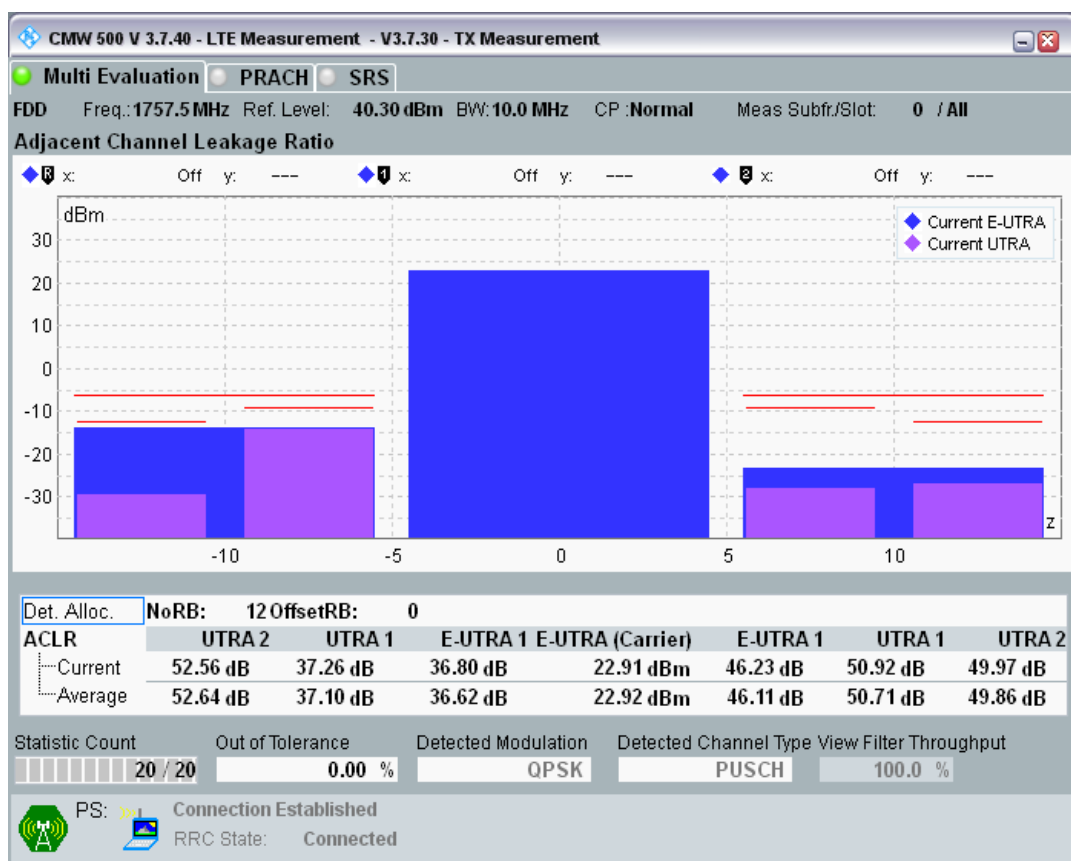 CMW 500 V 3.7.40 - LTE Measurement - V3.7.30 - TX Measurement
Multi Evaluation PRACH SRS
FDD Freq.: 1757.5 MHz Ref. Level: 40.30 dBm BW: 10.0 MHz CP :Normal Meas Subfr./Slot: 0 / All
Adjacent Channel Leakage Ratio
R x: Off y: --- 1 x: Off y: --- 2 x: Off y: ---
dBm
Current E-UTRA
Current UTRA
30
20
10
0
-10
-20
-30
z
-10 -5 0 5 10
Det. Alloc. NoRB: 12 OffsetRB: 0
ACLR UTRA 2 UTRA 1 E-UTRA 1 E-UTRA (Carrier) E-UTRA 1 UTRA 1 UTRA 2
Current 52.56 dB 37.26 dB 36.80 dB 22.91 dBm 46.23 dB 50.92 dB 49.97 dB
Average 52.64 dB 37.10 dB 36.62 dB 22.92 dBm 46.11 dB 50.71 dB 49.86 dB
Statistic Count Out of Tolerance Detected Modulation Detected Channel Type View Filter Throughput
20 / 20 0.00 % QPSK PUSCH 100.0 %
PS: Connection Established
RRC State: Connected